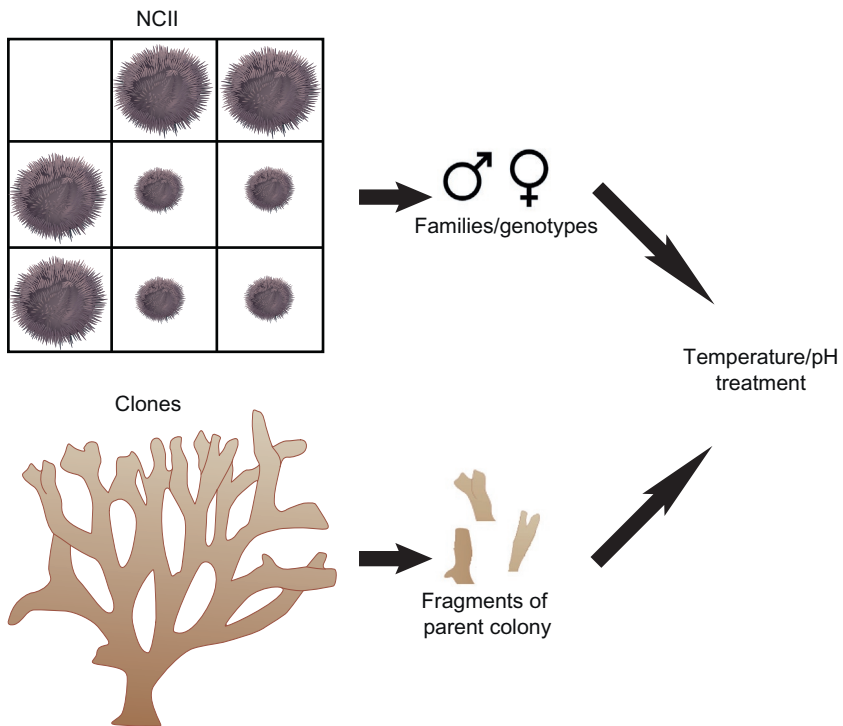 NCII
Families/genotypes
Temperature/pH
treatment
Clones
Fragments of
parent colony